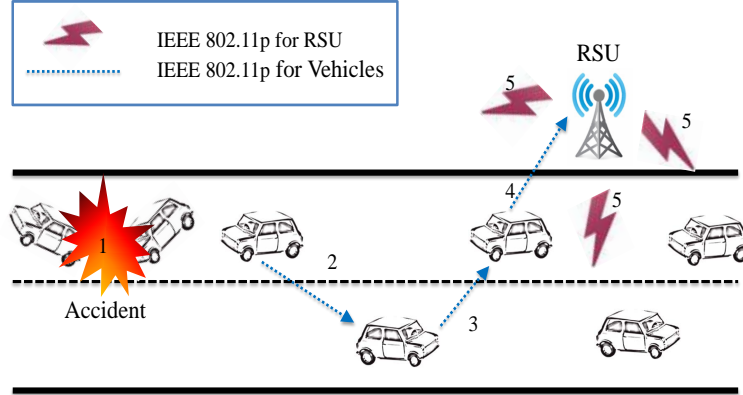 IEEE 802.11p for RSU
IEEE 802.11p for Vehicles
RSU
5
5
4
5
1
2
Accident
3